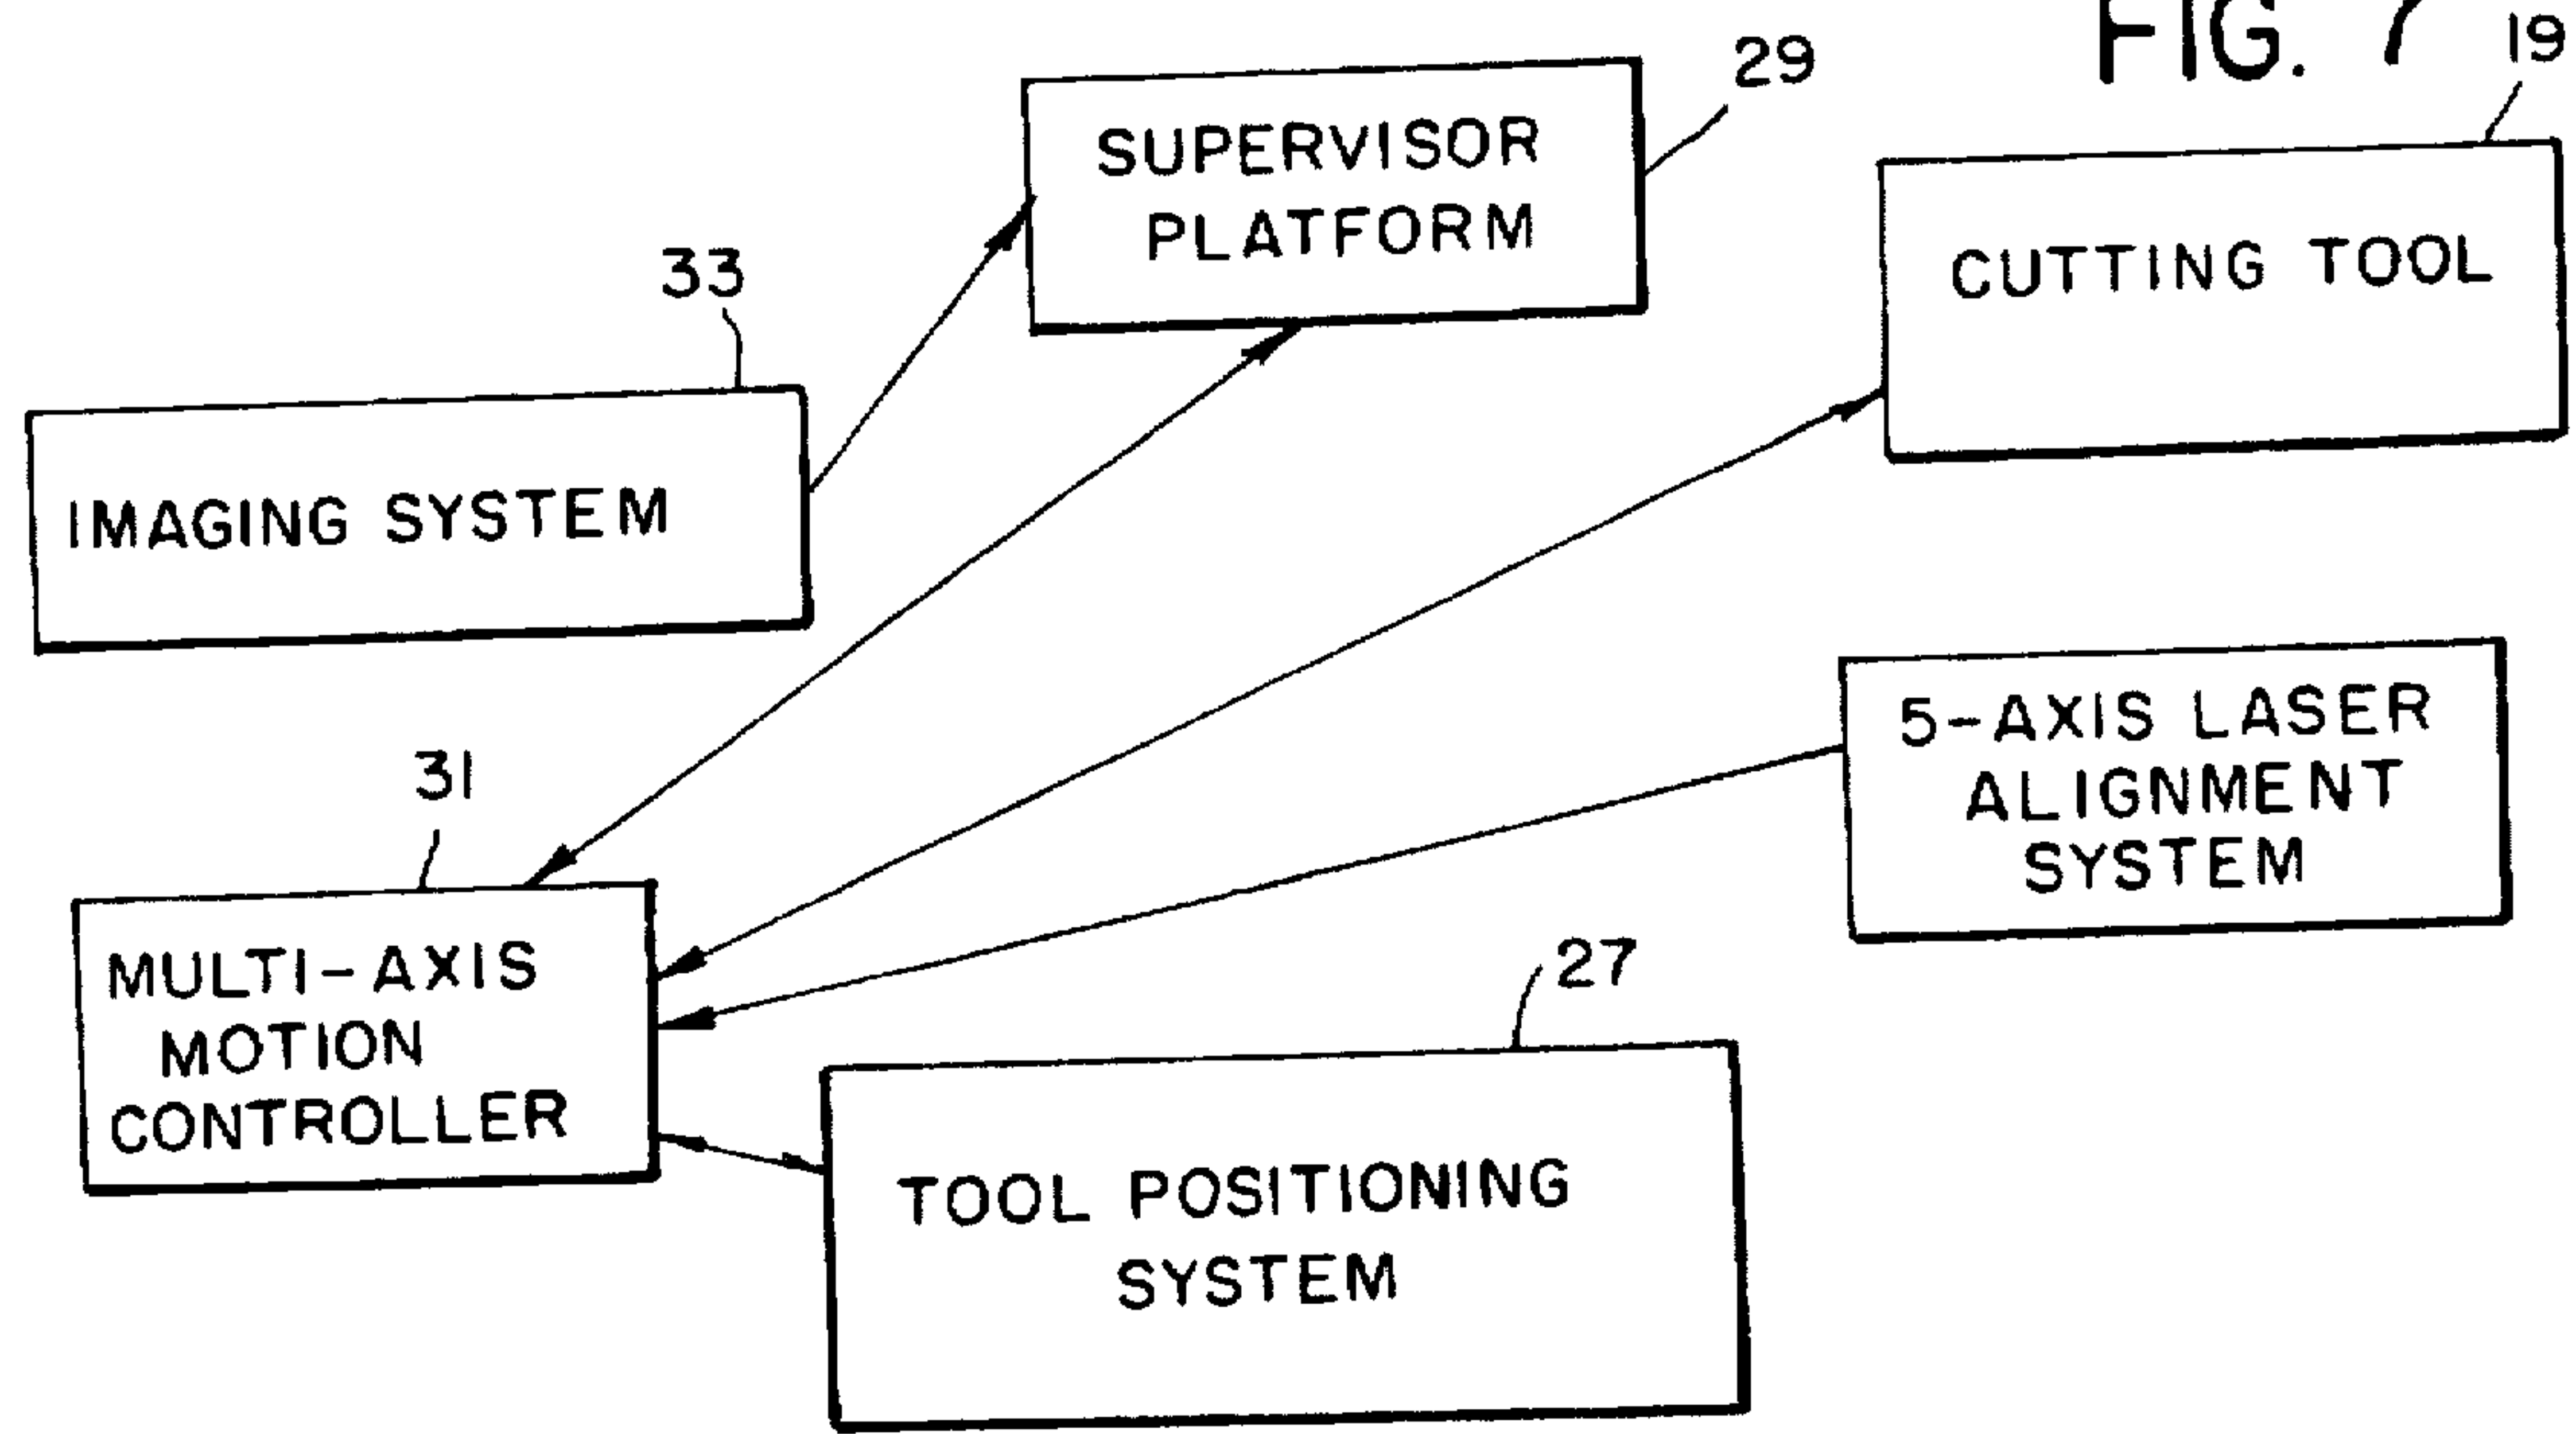 FIG. 7
19
29
SUPERVISOR
PLATFORM
CUTTING TOOL
33
IMAGING SYSTEM
5-AXIS LASER
ALIGNMENT
SYSTEM
31
MULTI-AXIS
MOTION
CONTROLLER
27
TOOL POSITIONING
SYSTEM